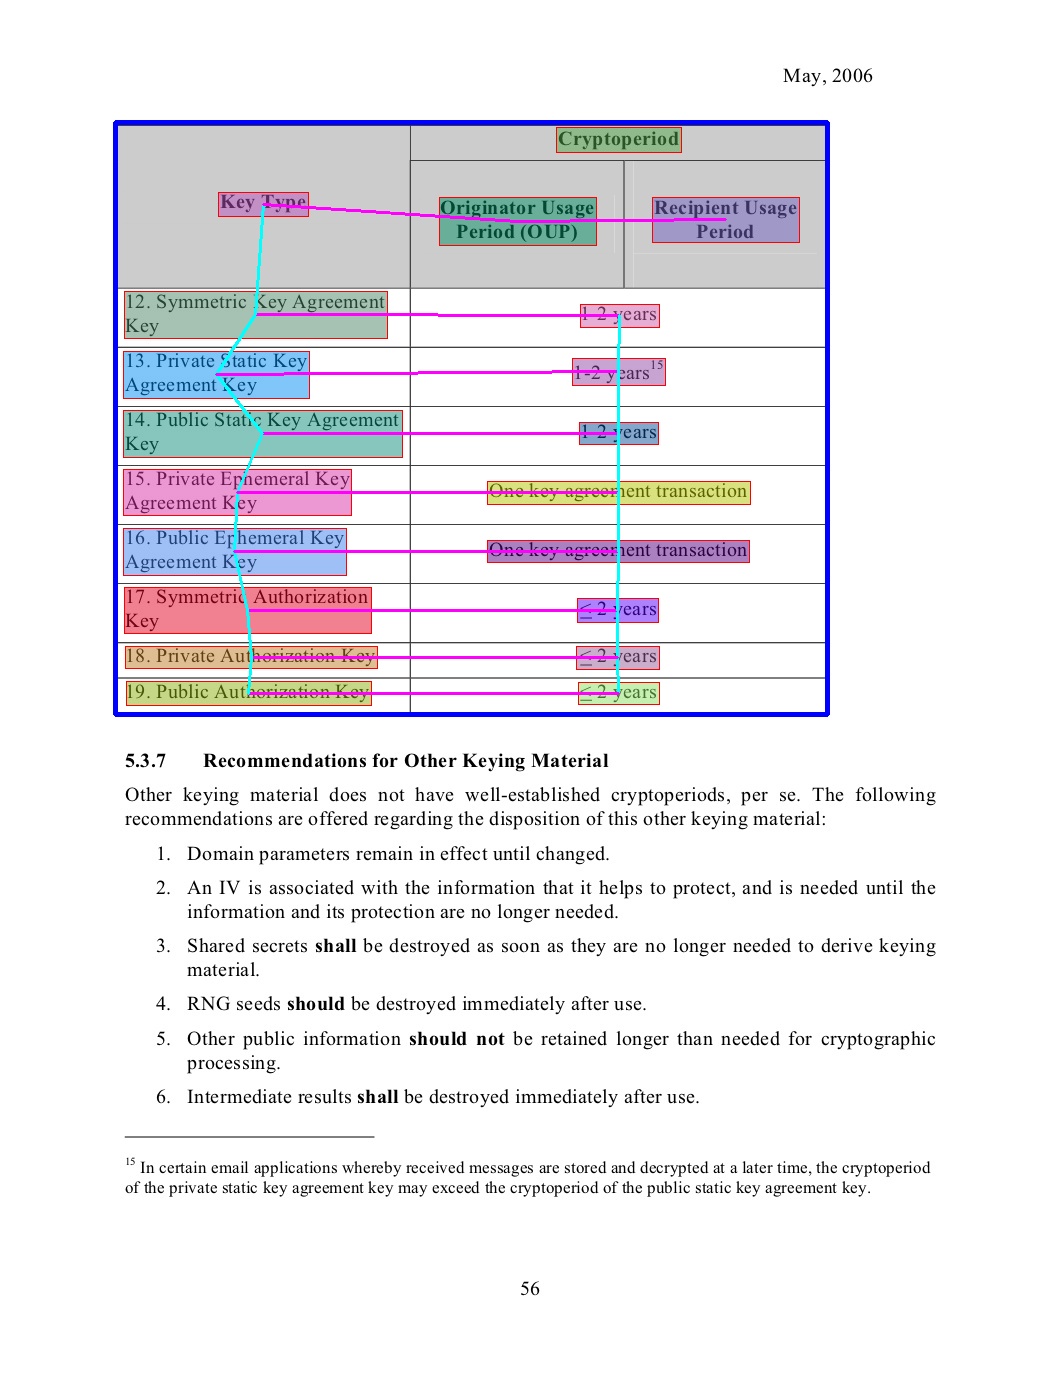 May, 2006
Cryptoperiod
Key Type
Originator Usage
Period (OUP)
Recipient Usage
Period
12. Symmetric Key Agreement
Key
1-2 years
13. Private Static Key
Agreement Key
1-2 years15
14. Public Static Key Agreement
Key
1-2 years
15. Private Ephemeral Key
Agreement Key
One key agreement transaction
16. Public Ephemeral Key
Agreement Key
One key agreement transaction
17. Symmetric Authorization
Key
≤ 2 years
18. Private Authorization Key
≤ 2 years
19. Public Authorization Key
≤ 2 years
5.3.7 Recommendations for Other Keying Material
Other keying material does not have well-established cryptoperiods, per se. The following
recommendations are offered regarding the disposition of this other keying material:
1. Domain parameters remain in effect until changed.
2. An IV is associated with the information that it helps to protect, and is needed until the
information and its protection are no longer needed.
3. Shared secrets shall be destroyed as soon as they are no longer needed to derive keying
material.
4. RNG seeds should be destroyed immediately after use.
5. Other public information should not be retained longer than needed for cryptographic
processing.
6. Intermediate results shall be destroyed immediately after use.
15 In certain email applications whereby received messages are stored and decrypted at a later time, the cryptoperiod
of the private static key agreement key may exceed the cryptoperiod of the public static key agreement key.
56